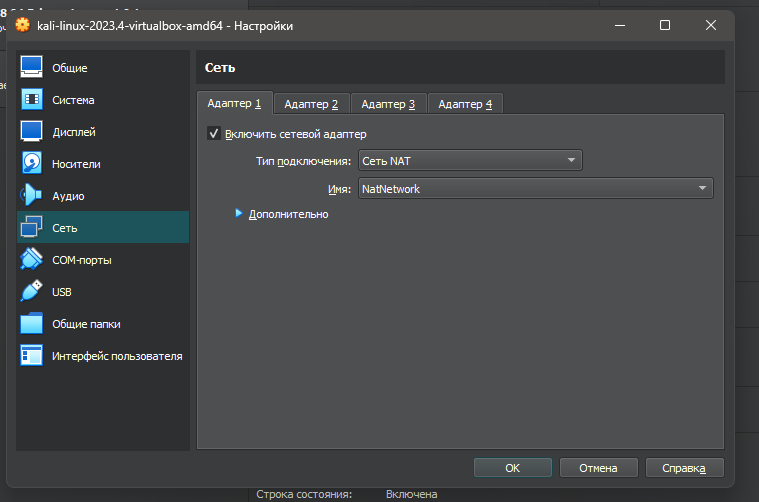 kali-linux-2023.4-virtualbox-amd64 - Настройки
Общие
Система
Дисплей
Носители
Аудио
Сеть
COM-порты
USB
Общие папки
Интерфейс пользователя
Сеть
Адаптер 1
Адаптер 2
Адаптер 3
Адаптер 4
Включить сетевой адаптер
Тип подключения: Сеть NAT
Имя: NatNetwork
Дополнительно
OK
Отмена
Справка
Строка состояния: Включена